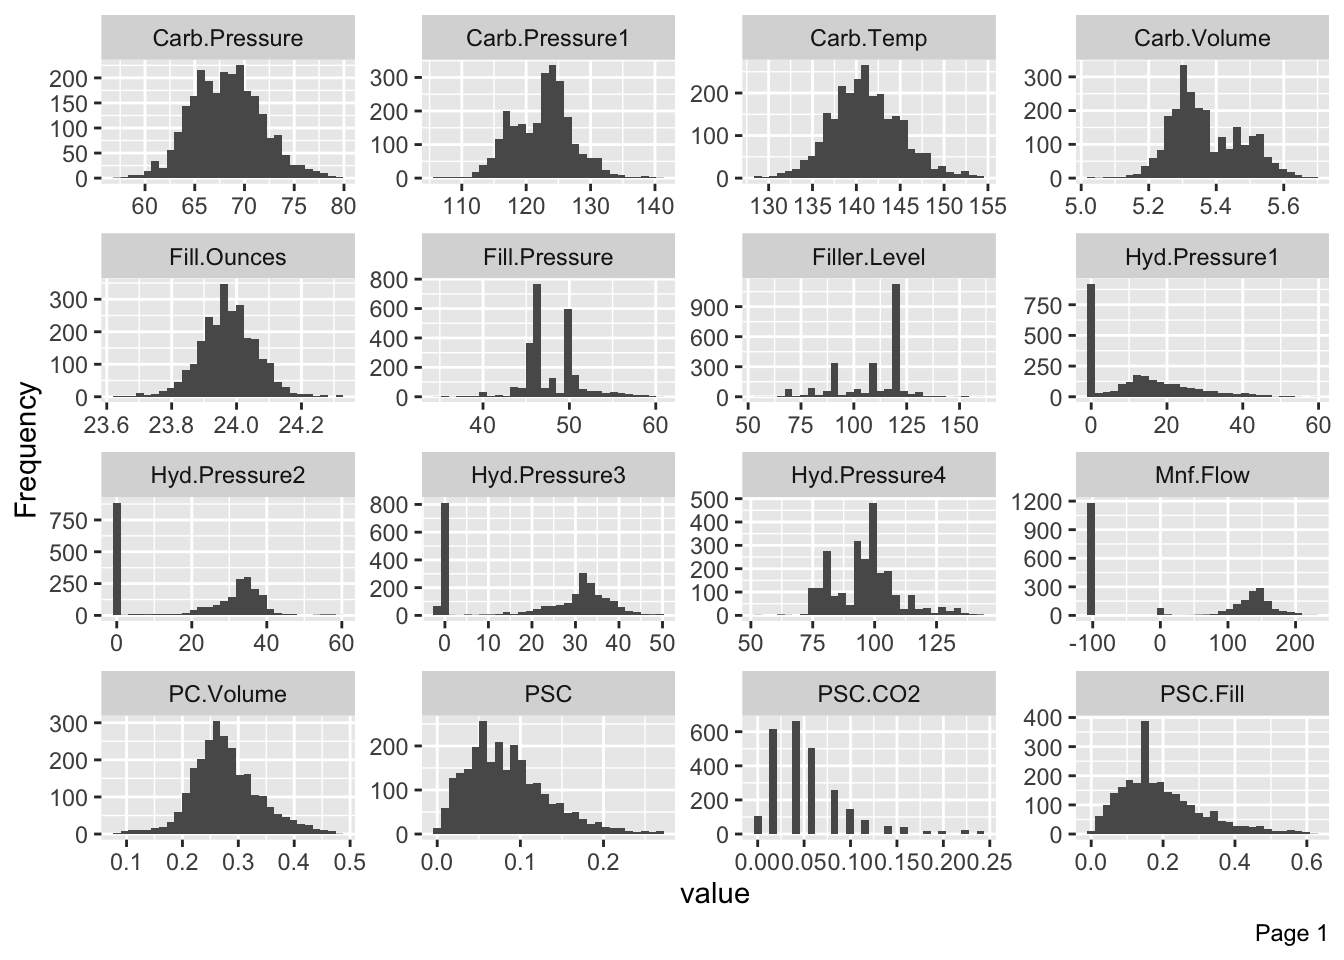 Carb.Pressure
Carb.Pressure1
Carb.Temp
Carb.Volume
200
150
100
50
0
60 65 70 75 80
300
200
100
0
110 120 130 140
200
100
0
130 135 140 145 150 155
300
200
100
0
5.0 5.2 5.4 5.6
Fill.Ounces
Fill.Pressure
Filler.Level
Hyd.Pressure1
300
200
100
0
23.6 23.8 24.0 24.2
800
600
400
200
0
40 50 60
900
600
300
0
50 75 100 125 150
750
500
250
0
0 20 40 60
Frequency
Hyd.Pressure2
Hyd.Pressure3
Hyd.Pressure4
Mnf.Flow
750
500
250
0
0 20 40 60
800
600
400
200
0
0 10 20 30 40 50
500
400
300
200
100
0
50 75 100 125
1200
900
600
300
0
-100 0 100 200
PC.Volume
PSC
PSC.CO2
PSC.Fill
300
200
100
0
0.1 0.2 0.3 0.4 0.5
200
100
0
0.0 0.1 0.2
600
400
200
0
0.00 0.05 0.10 0.15 0.20 0.25
400
300
200
100
0
0.0 0.2 0.4 0.6
value
Page 1